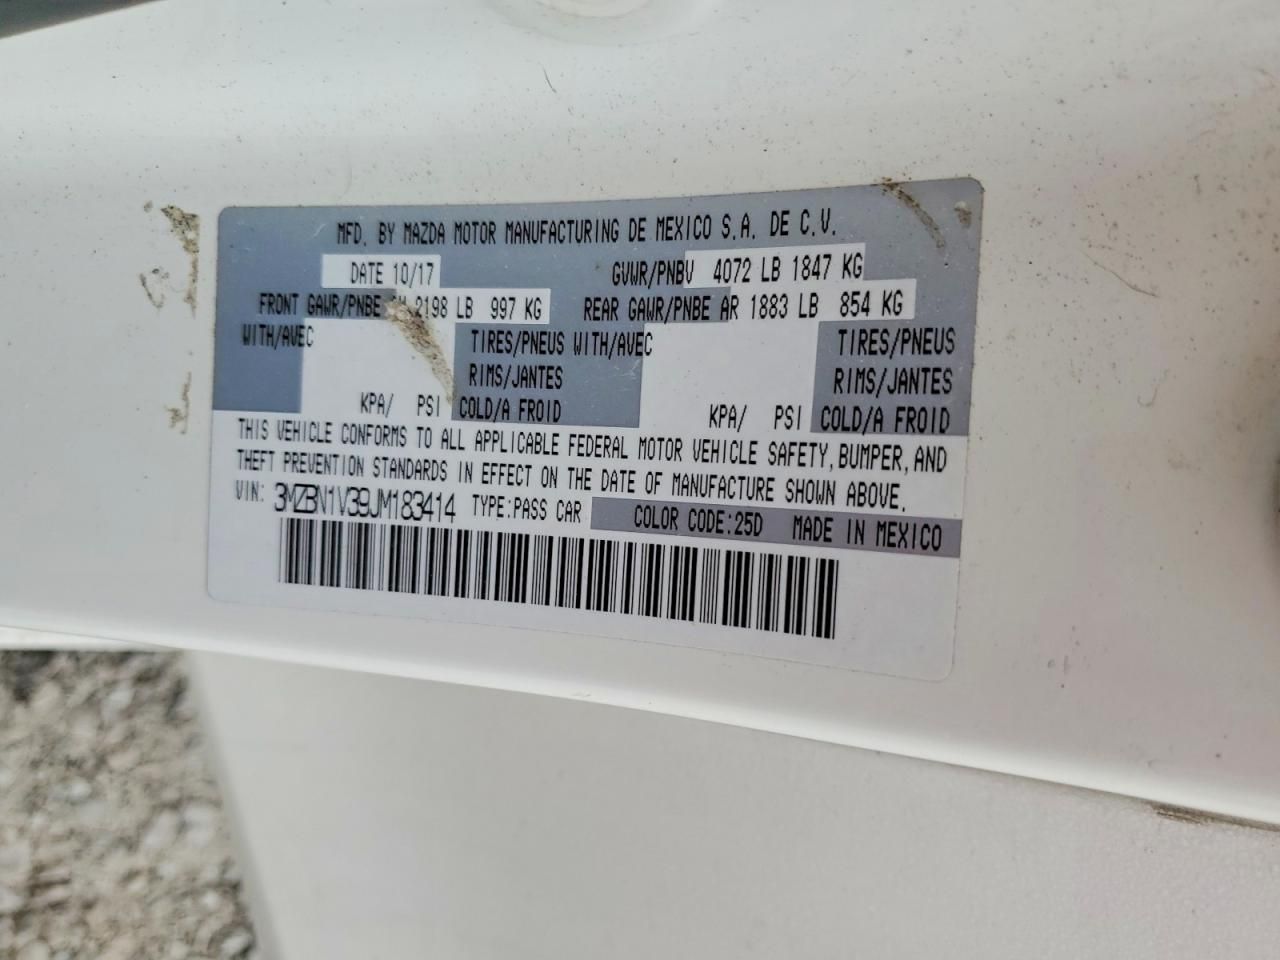 MFD. BY MAZDA MOTOR MANUFACTURING DE MEXICO S.A. DE C.V.
DATE 10/17 GVWR/PNBV 4072 LB 1847 KG
FRONT GAWR/PNBE 2198 LB 997 KG REAR GAWR/PNBE AR 1883 LB 854 KG
WITH/AVEC TIRES/PNEUS WITH/AVEC TIRES/PNEUS
RIMS/JANTES RIMS/JANTES
KPA/ PSI COLD/A FROID KPA/ PSI COLD/A FROID
THIS VEHICLE CONFORMS TO ALL APPLICABLE FEDERAL MOTOR VEHICLE SAFETY, BUMPER, AND
THEFT PREVENTION STANDARDS IN EFFECT ON THE DATE OF MANUFACTURE SHOWN ABOVE.
VIN: 3MZBN1V39JM183414 TYPE:PASS CAR COLOR CODE:25D MADE IN MEXICO